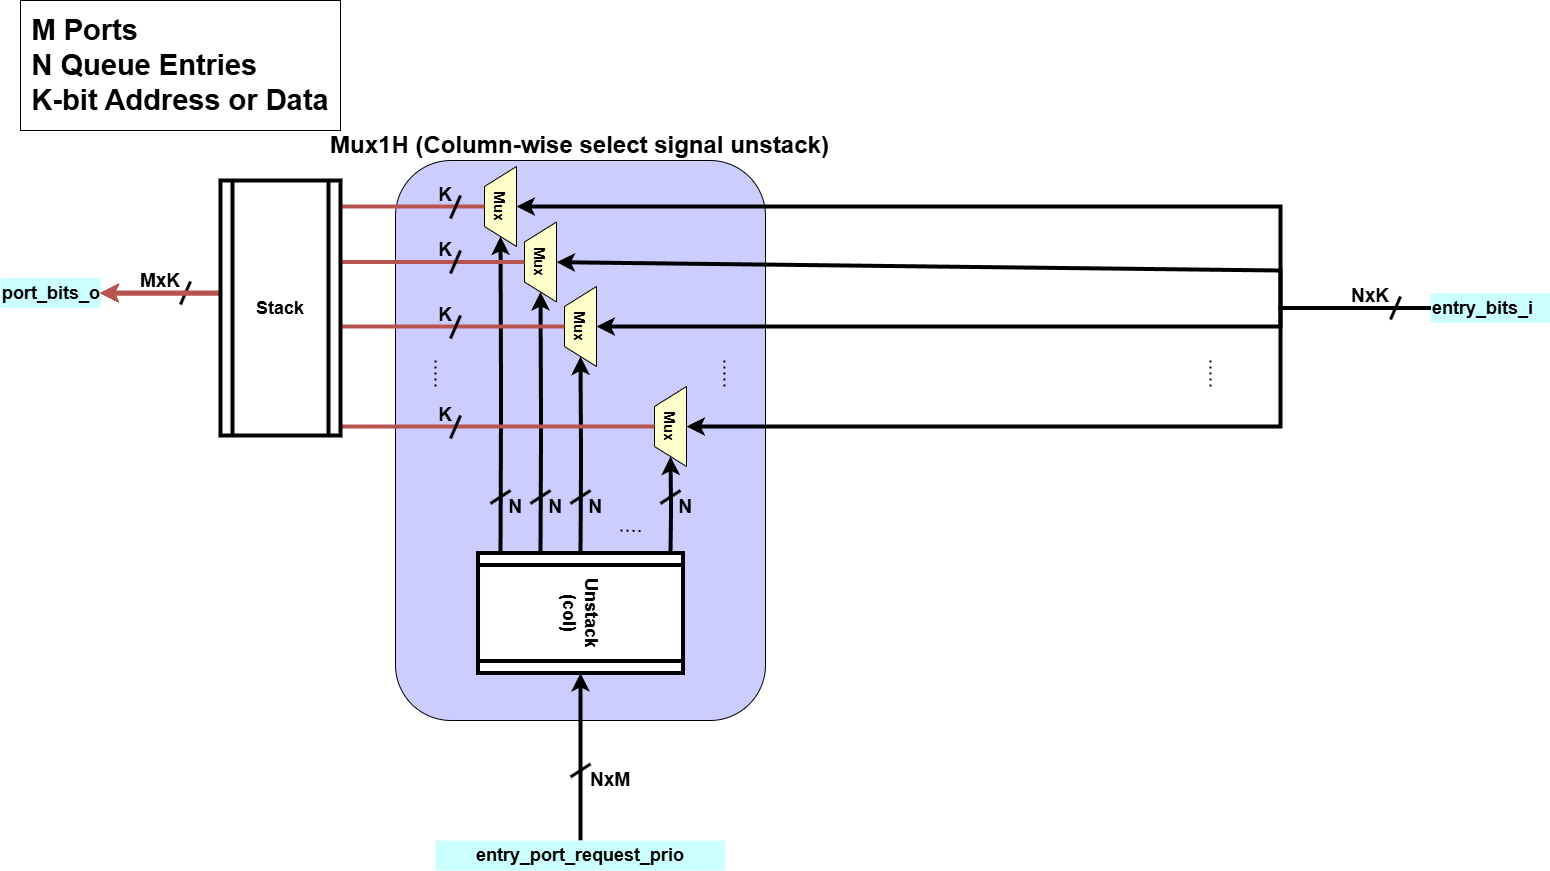 M Ports
N Queue Entries
K-bit Address or Data
Mux1H (Column-wise select signal unstack)
K
Mux
K
Mux
port_bits_o
MxK
Stack
NxK
entry_bits_i
K
Mux
K
Mux
N
N
N
N
Unstack
(col)
NxM
entry_port_request_prio